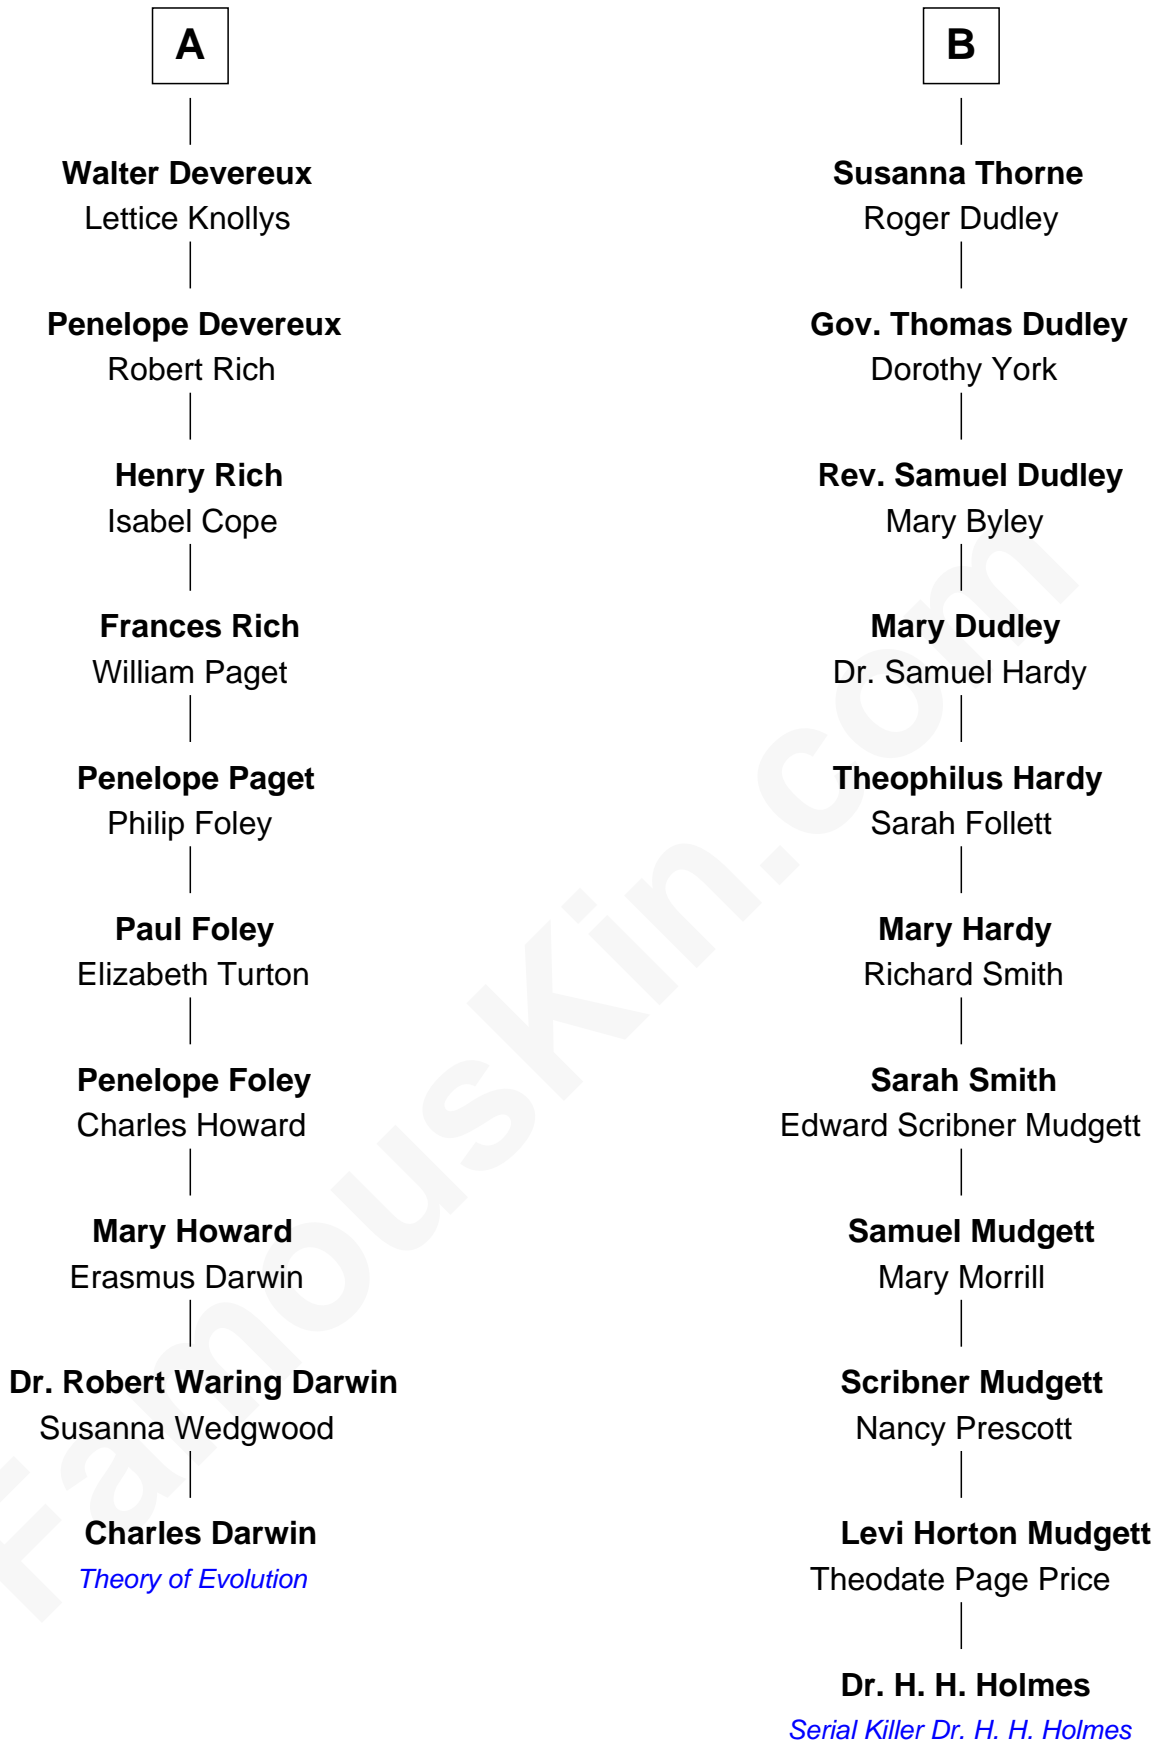 A
Walter Devereux
Lettice Knollys
Penelope Devereux
Robert Rich
Henry Rich
Isabel Cope
Frances Rich
William Paget
Penelope Paget
Philip Foley
Paul Foley
Elizabeth Turton
Penelope Foley
Charles Howard
Mary Howard
Erasmus Darwin
Dr. Robert Waring Darwin
Susanna Wedgwood
Charles Darwin
Theory of Evolution
B
Susanna Thorne
Roger Dudley
Gov. Thomas Dudley
Dorothy York
Rev. Samuel Dudley
Mary Byley
Mary Dudley
Dr. Samuel Hardy
Theophilus Hardy
Sarah Follett
Mary Hardy
Richard Smith
Sarah Smith
Edward Scribner Mudgett
Samuel Mudgett
Mary Morrill
Scribner Mudgett
Nancy Prescott
Levi Horton Mudgett
Theodate Page Price
Dr. H. H. Holmes
Serial Killer Dr. H. H. Holmes
FamousKin.com